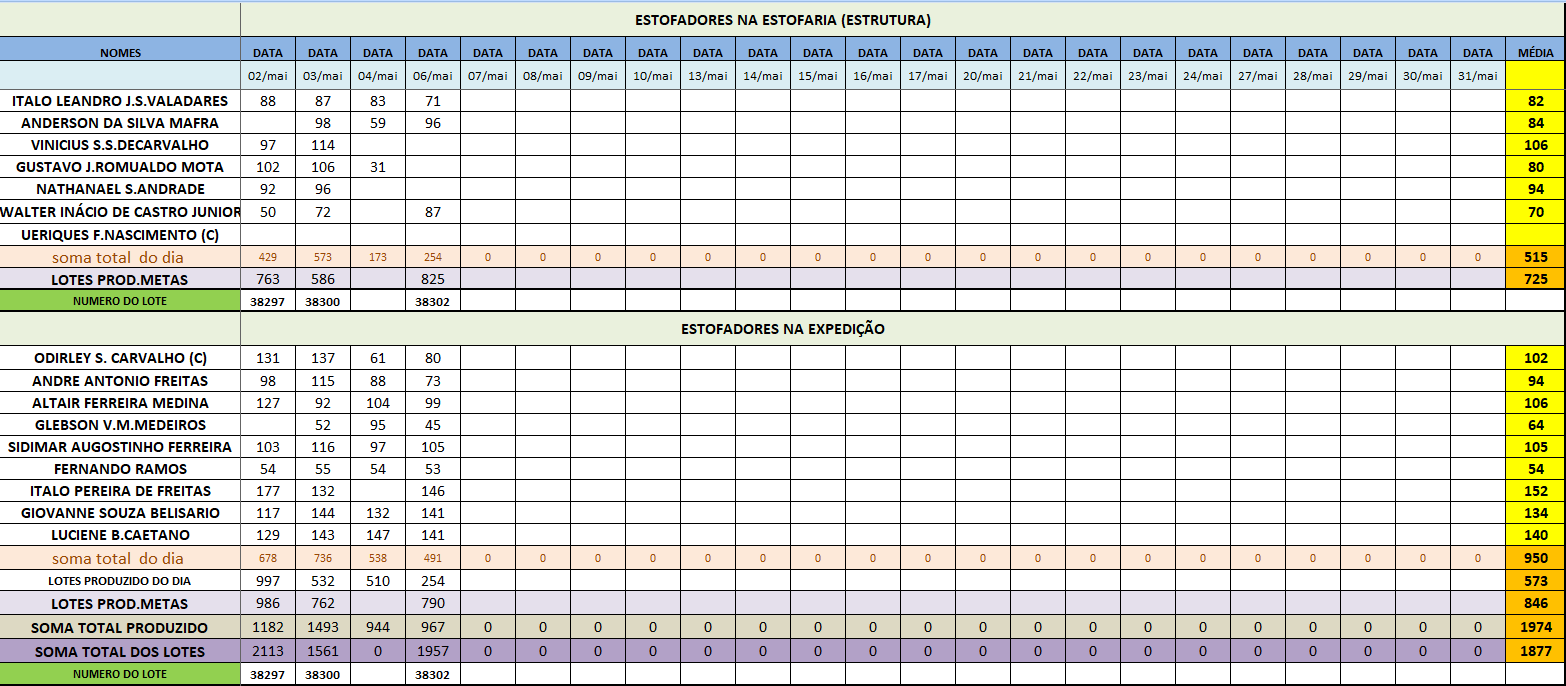 ESTOFADORES NA ESTOFARIA (ESTRUTURA)
NOMES DATA DATA DATA DATA DATA DATA DATA DATA DATA DATA DATA DATA DATA DATA DATA DATA DATA DATA DATA DATA DATA DATA DATA MÉDIA
02/mai 03/mai 04/mai 06/mai 07/mai 08/mai 09/mai 10/mai 13/mai 14/mai 15/mai 16/mai 17/mai 20/mai 21/mai 22/mai 23/mai 24/mai 27/mai 28/mai 29/mai 30/mai 31/mai
ITALO LEANDRO J.S.VALADARES 88 87 83 71 82
ANDERSON DA SILVA MAFRA 98 59 96 84
VINICIUS S.S.DECARVALHO 97 114 106
GUSTAVO J.ROMUALDO MOTA 102 106 31 80
NATHANAEL S.ANDRADE 92 96 94
WALTER INÁCIO DE CASTRO JUNIOR 50 72 87 70
UERIQUES F.NASCIMENTO (C)
soma total do dia 429 573 173 254 0 0 0 0 0 0 0 0 0 0 0 0 0 0 0 0 0 0 0 515
LOTES PROD.METAS 763 586 825 725
NUMERO DO LOTE 38297 38300 38302
ESTOFADORES NA EXPEDIÇÃO
ODIRLEY S. CARVALHO (C) 131 137 61 80 102
ANDRE ANTONIO FREITAS 98 115 88 73 94
ALTAIR FERREIRA MEDINA 127 92 104 99 106
GLEBSON V.M.MEDEIROS 52 95 45 64
SIDIMAR AUGOSTINHO FERREIRA 103 116 97 105 105
FERNANDO RAMOS 54 55 54 53 54
ITALO PEREIRA DE FREITAS 177 132 146 152
GIOVANNE SOUZA BELISARIO 117 144 132 141 134
LUCIENE B.CAETANO 129 143 147 141 140
soma total do dia 678 736 538 491 0 0 0 0 0 0 0 0 0 0 0 0 0 0 0 0 0 0 0 950
LOTES PRODUZIDO DO DIA 997 532 510 254 573
LOTES PROD.METAS 986 762 790 846
SOMA TOTAL PRODUZIDO 1182 1493 944 967 0 0 0 0 0 0 0 0 0 0 0 0 0 0 0 0 0 0 0 1974
SOMA TOTAL DOS LOTES 2113 1561 0 1957 0 0 0 0 0 0 0 0 0 0 0 0 0 0 0 0 0 0 0 1877
NUMERO DO LOTE 38297 38300 38302